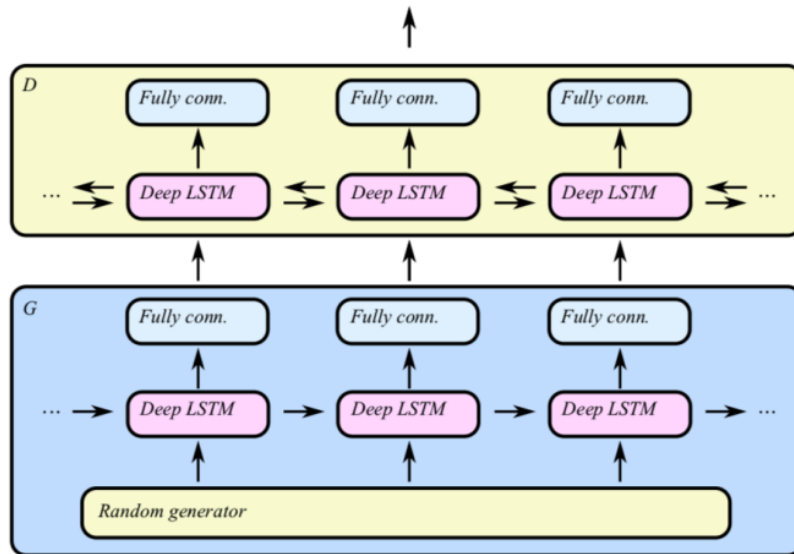 D
Fully conn. Fully conn. Fully conn.
... Deep LSTM Deep LSTM Deep LSTM ...
G
Fully conn. Fully conn. Fully conn.
... Deep LSTM Deep LSTM Deep LSTM ...
Random generator